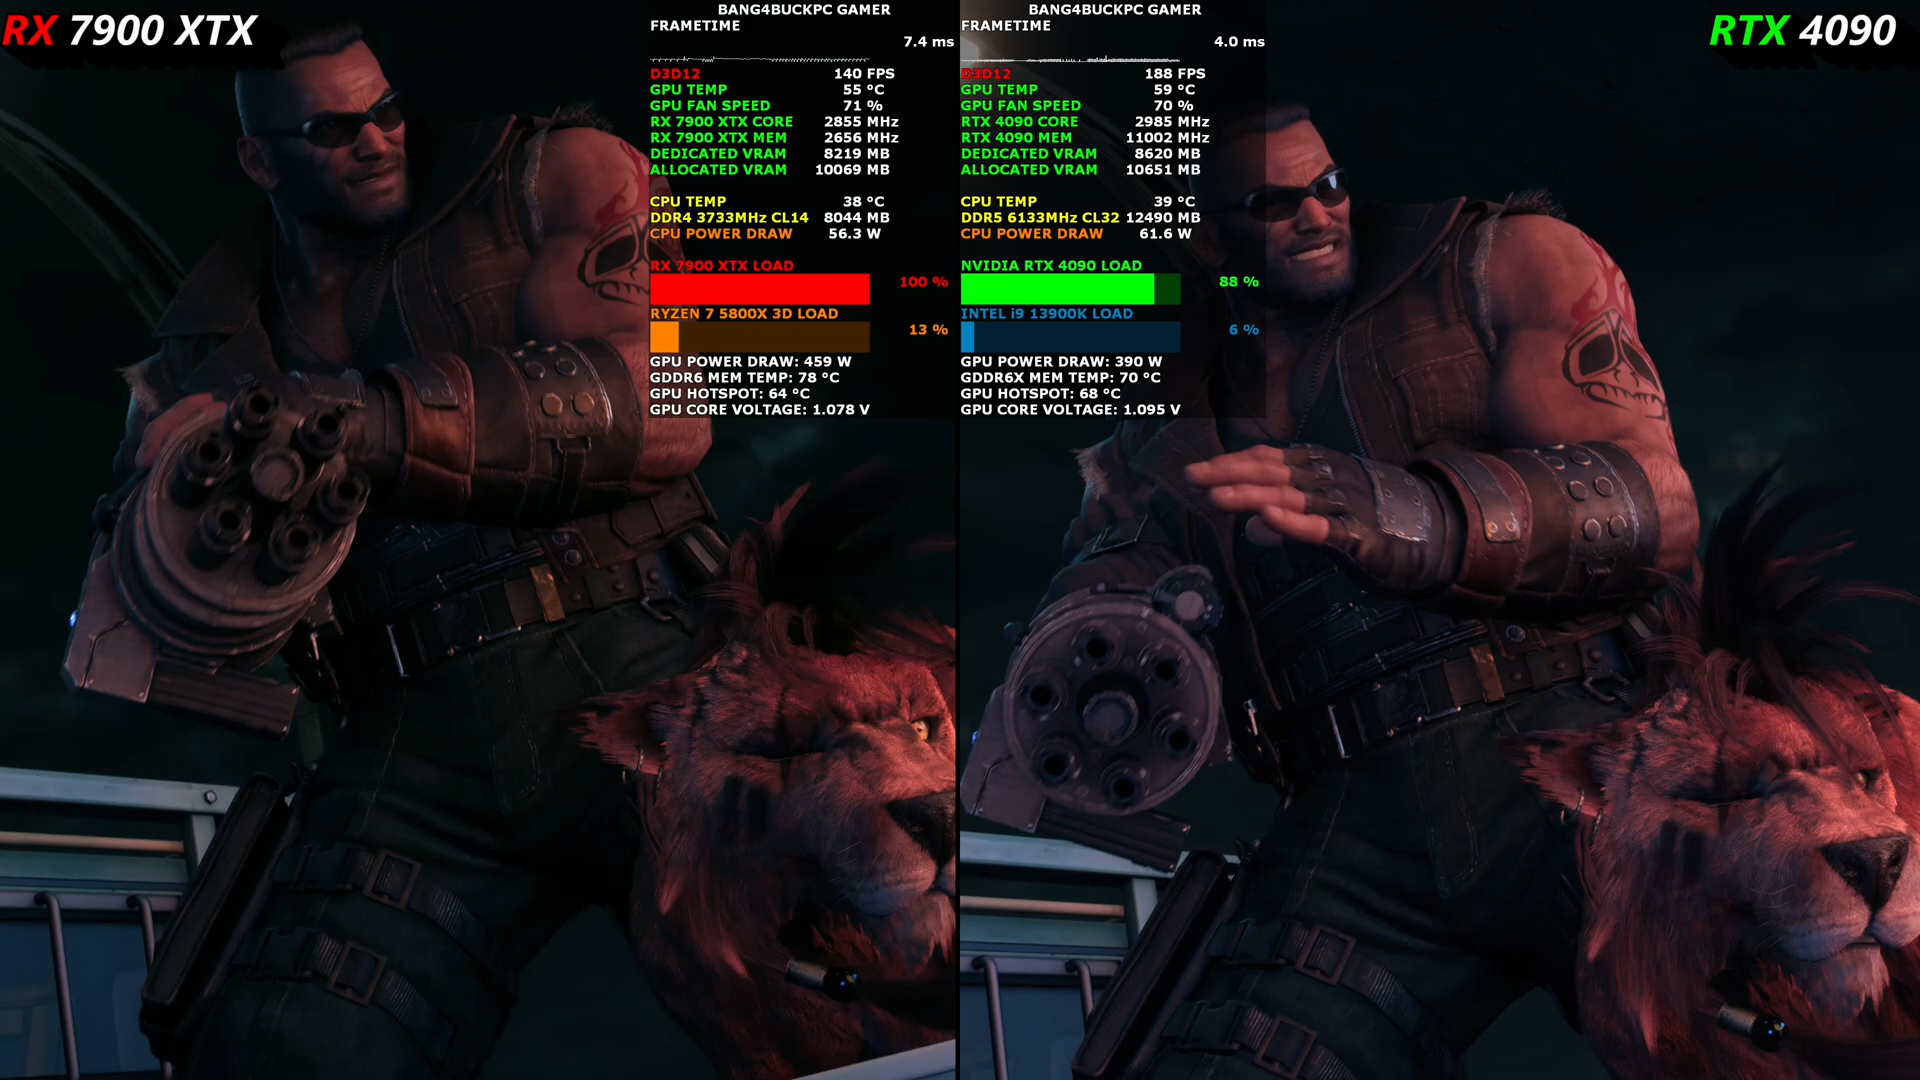 RX 7900 XTX
BANG4BUCKPC GAMER
FRAMETIME
7.4 ms
D3D12 140 FPS
GPU TEMP 55 °C
GPU FAN SPEED 71 %
RX 7900 XTX CORE 2855 MHz
RX 7900 XTX MEM 2656 MHz
DEDICATED VRAM 8219 MB
ALLOCATED VRAM 10069 MB
CPU TEMP 38 °C
DDR4 3733MHz CL14 8044 MB
CPU POWER DRAW 56.3 W
RX 7900 XTX LOAD
100 %
RYZEN 7 5800X 3D LOAD
13 %
GPU POWER DRAW: 459 W
GDDR6 MEM TEMP: 78 °C
GPU HOTSPOT: 64 °C
GPU CORE VOLTAGE: 1.078 V
BANG4BUCKPC GAMER
FRAMETIME
4.0 ms
D3D12 188 FPS
GPU TEMP 59 °C
GPU FAN SPEED 70 %
RTX 4090 CORE 2985 MHz
RTX 4090 MEM 11002 MHz
DEDICATED VRAM 8620 MB
ALLOCATED VRAM 10651 MB
CPU TEMP 39 °C
DDR5 6133MHz CL32 12490 MB
CPU POWER DRAW 61.6 W
NVIDIA RTX 4090 LOAD
88 %
INTEL i9 13900K LOAD
6 %
GPU POWER DRAW: 390 W
GDDR6X MEM TEMP: 70 °C
GPU HOTSPOT: 68 °C
GPU CORE VOLTAGE: 1.095 V
RTX 4090